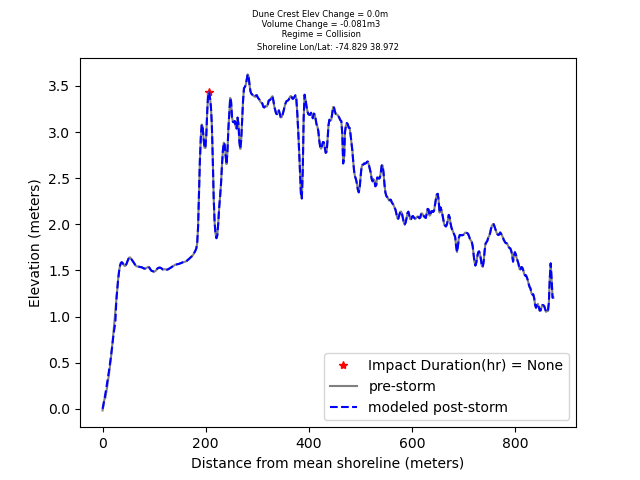 Dune Crest Elev Change = 0.0m
Volume Change = -0.081m3
Regime = Collision
Shoreline Lon/Lat: -74.829 38.972
3.5
3.0
2.5
2.0
1.5
1.0
0.5
0.0
Elevation (meters)
Impact Duration(hr) = None
pre-storm
modeled post-storm
0 200 400 600 800
Distance from mean shoreline (meters)